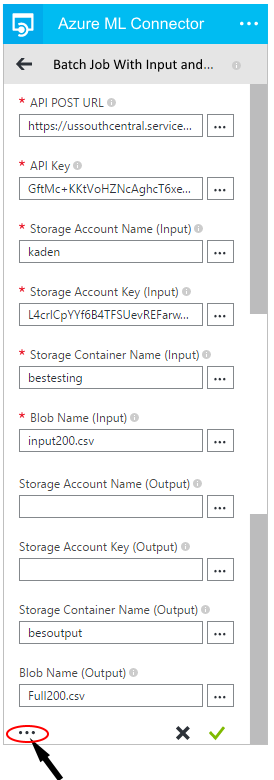 Azure ML Connector ...
Batch Job With Input and...
* API POST URL
https://ussouthcentral.service... ...
* API Key
GftMc+KKtVoHZNcAghcT6xe... ...
* Storage Account Name (Input)
kaden ...
* Storage Account Key (Input)
L4crlCpYYf6B4TFSUevREFarw... ...
* Storage Container Name (Input)
bestesting ...
* Blob Name (Input)
input200.csv ...
Storage Account Name (Output)
...
Storage Account Key (Output)
...
Storage Container Name (Output)
besoutput ...
Blob Name (Output)
Full200.csv ...
...